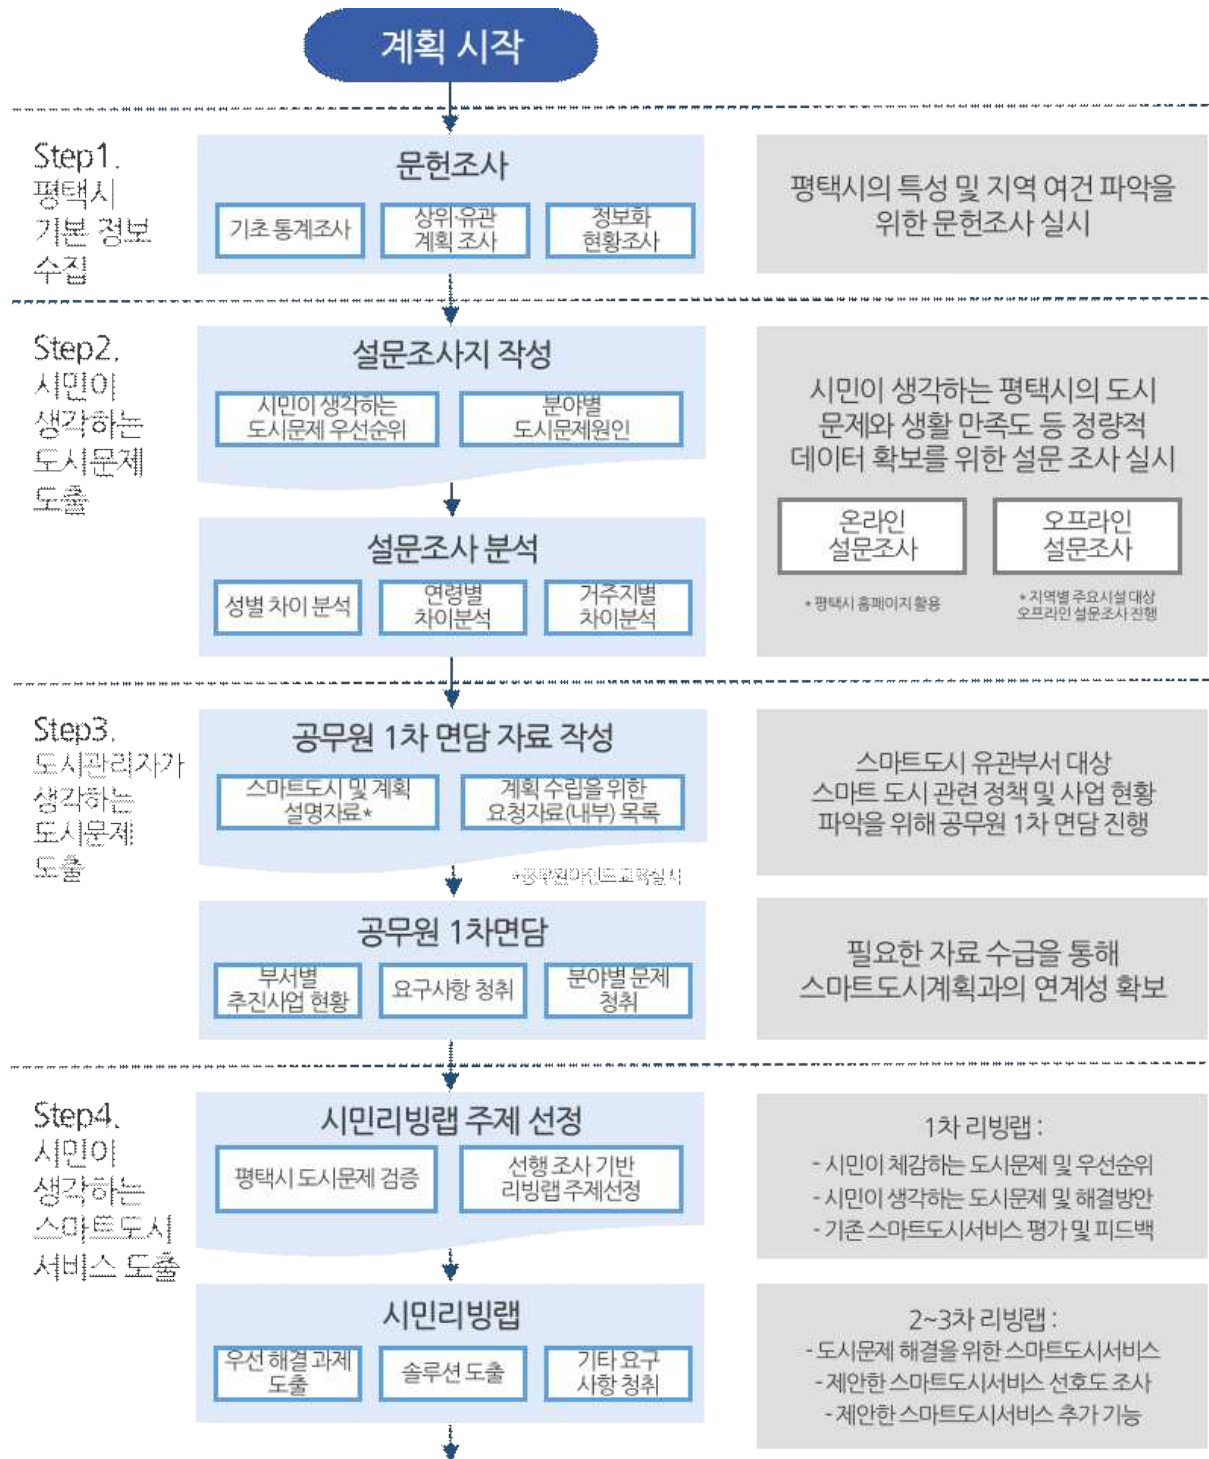 계획 시작
Step1.
평택시
기본 정보
수집
문헌조사
기초 통계조사
상위·유관
계획 조사
정보화
현황조사
평택시의 특성 및 지역 여건 파악을
위한 문헌조사 실시
Step2.
시민이
생각하는
도시문제
도출
설문조사지 작성
시민이 생각하는
도시문제 우선순위
분야별
도시문제원인
설문조사 분석
성별 차이 분석
연령별
차이분석
거주지별
차이분석
시민이 생각하는 평택시의 도시
문제와 생활 만족도 등 정량적
데이터 확보를 위한 설문 조사 실시
온라인
설문조사
오프라인
설문조사
* 평택시 홈페이지 활용
* 지역별 주요시설 대상
오프라인 설문조사 진행
Step3.
도시관리자가
생각하는
도시문제
도출
공무원 1차 면담 자료 작성
스마트도시 및 계획
설명자료*
계획 수립을 위한
요청자료(내부) 목록
*공무원마인드교육실시
공무원 1차면담
부서별
추진사업 현황
요구사항 청취
분야별 문제
청취
스마트도시 유관부서 대상
스마트 도시 관련 정책 및 사업 현황
파악을 위해 공무원 1차 면담 진행
필요한 자료 수급을 통해
스마트도시계획과의 연계성 확보
Step4.
시민이
생각하는
스마트도시
서비스 도출
시민리빙랩 주제 선정
평택시 도시문제 검증
선행 조사 기반
리빙랩 주제선정
시민리빙랩
우선 해결 과제
도출
솔루션 도출
기타 요구
사항 청취
1차 리빙랩 :
- 시민이 체감하는 도시문제 및 우선순위
- 시민이 생각하는 도시문제 및 해결방안
- 기존 스마트도시서비스 평가 및 피드백
2~3차 리빙랩 :
- 도시문제 해결을 위한 스마트도시서비스
- 제안한 스마트도시서비스 선호도 조사
- 제안한 스마트도시서비스 추가 기능